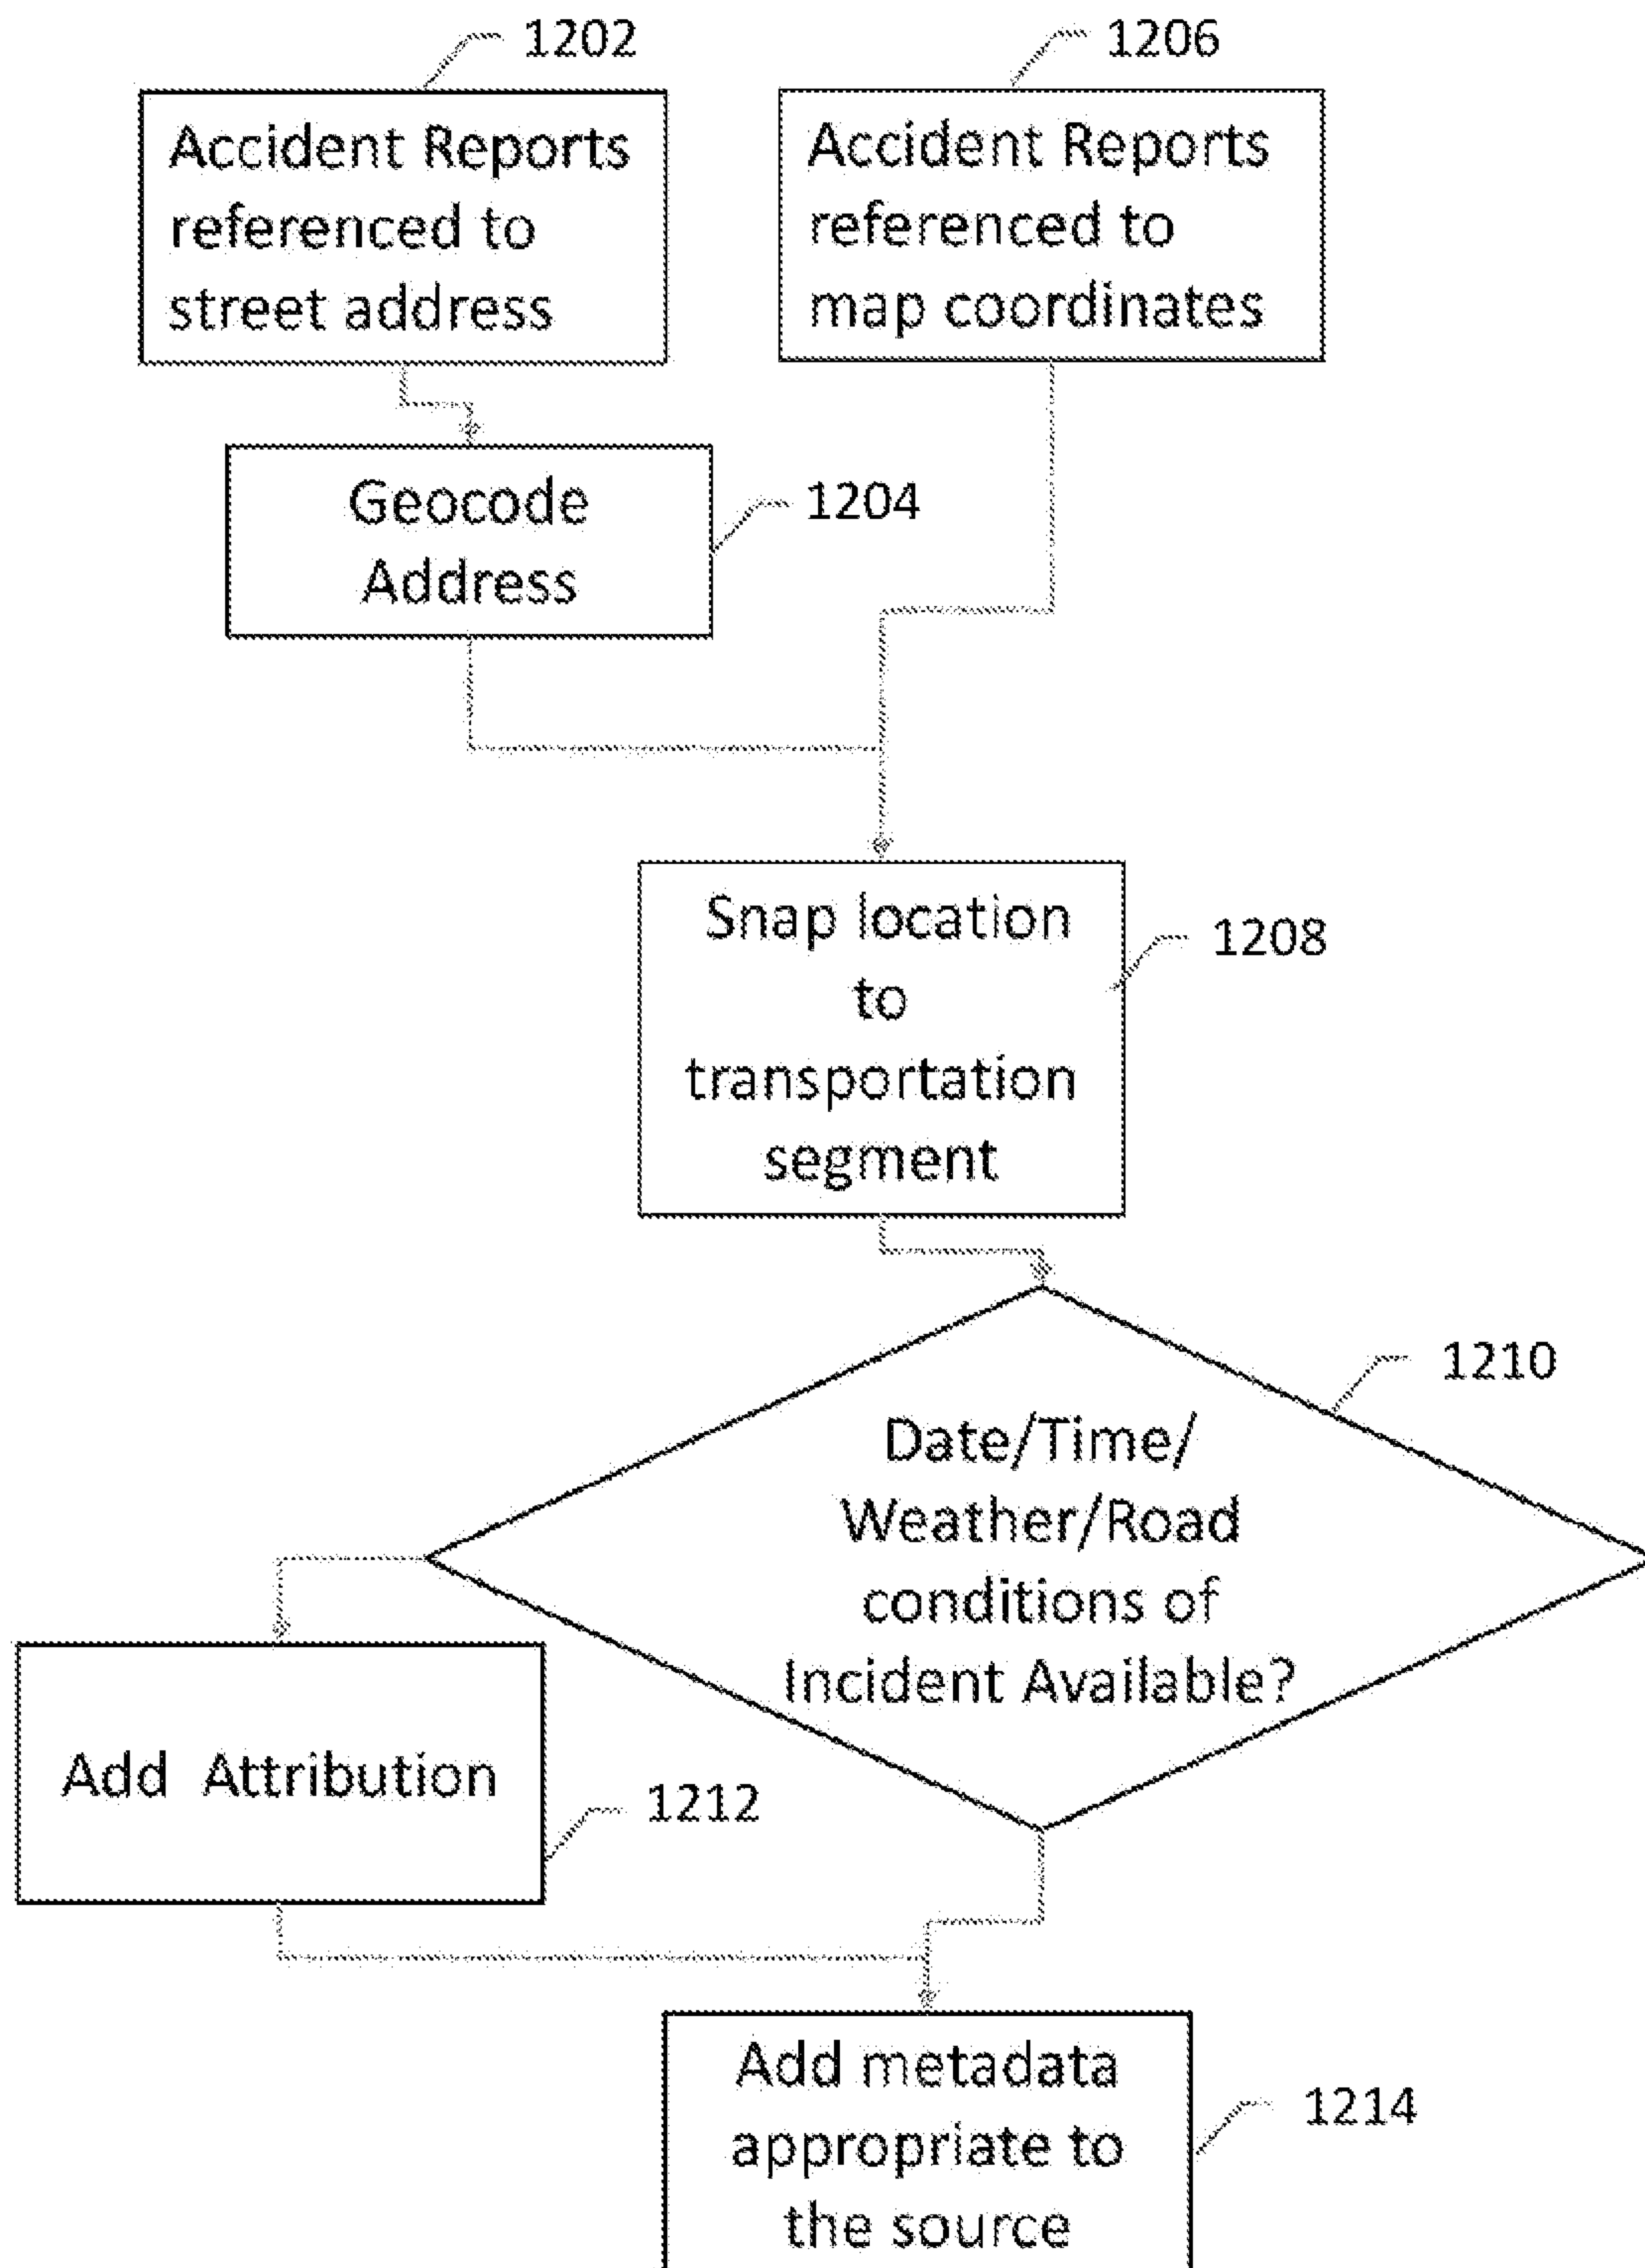 1202
Accident Reports
referenced to
street address
1206
Accident Reports
referenced to
map coordinates
Geocode
Address
1204
Snap location
to
transportation
segment
1208
Date/Time/
Weather/Road
conditions of
Incident Available?
1210
Add Attribution
1212
Add metadata
appropriate to
the source
1214